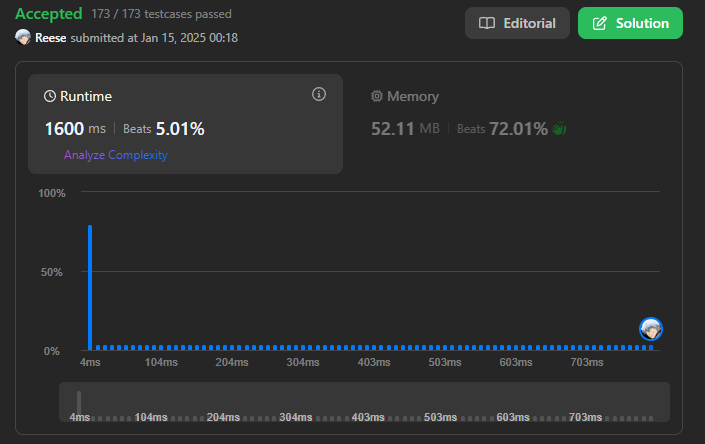 Accepted 173 / 173 testcases passed
Reese submitted at Jan 15, 2025 00:18
Editorial
Solution
Runtime
1600 ms | Beats 5.01%
Analyze Complexity
Memory
52.11 MB | Beats 72.01%
100%
50%
0%
4ms 104ms 204ms 304ms 403ms 503ms 603ms 703ms
4ms 104ms 204ms 304ms 403ms 503ms 603ms 703ms